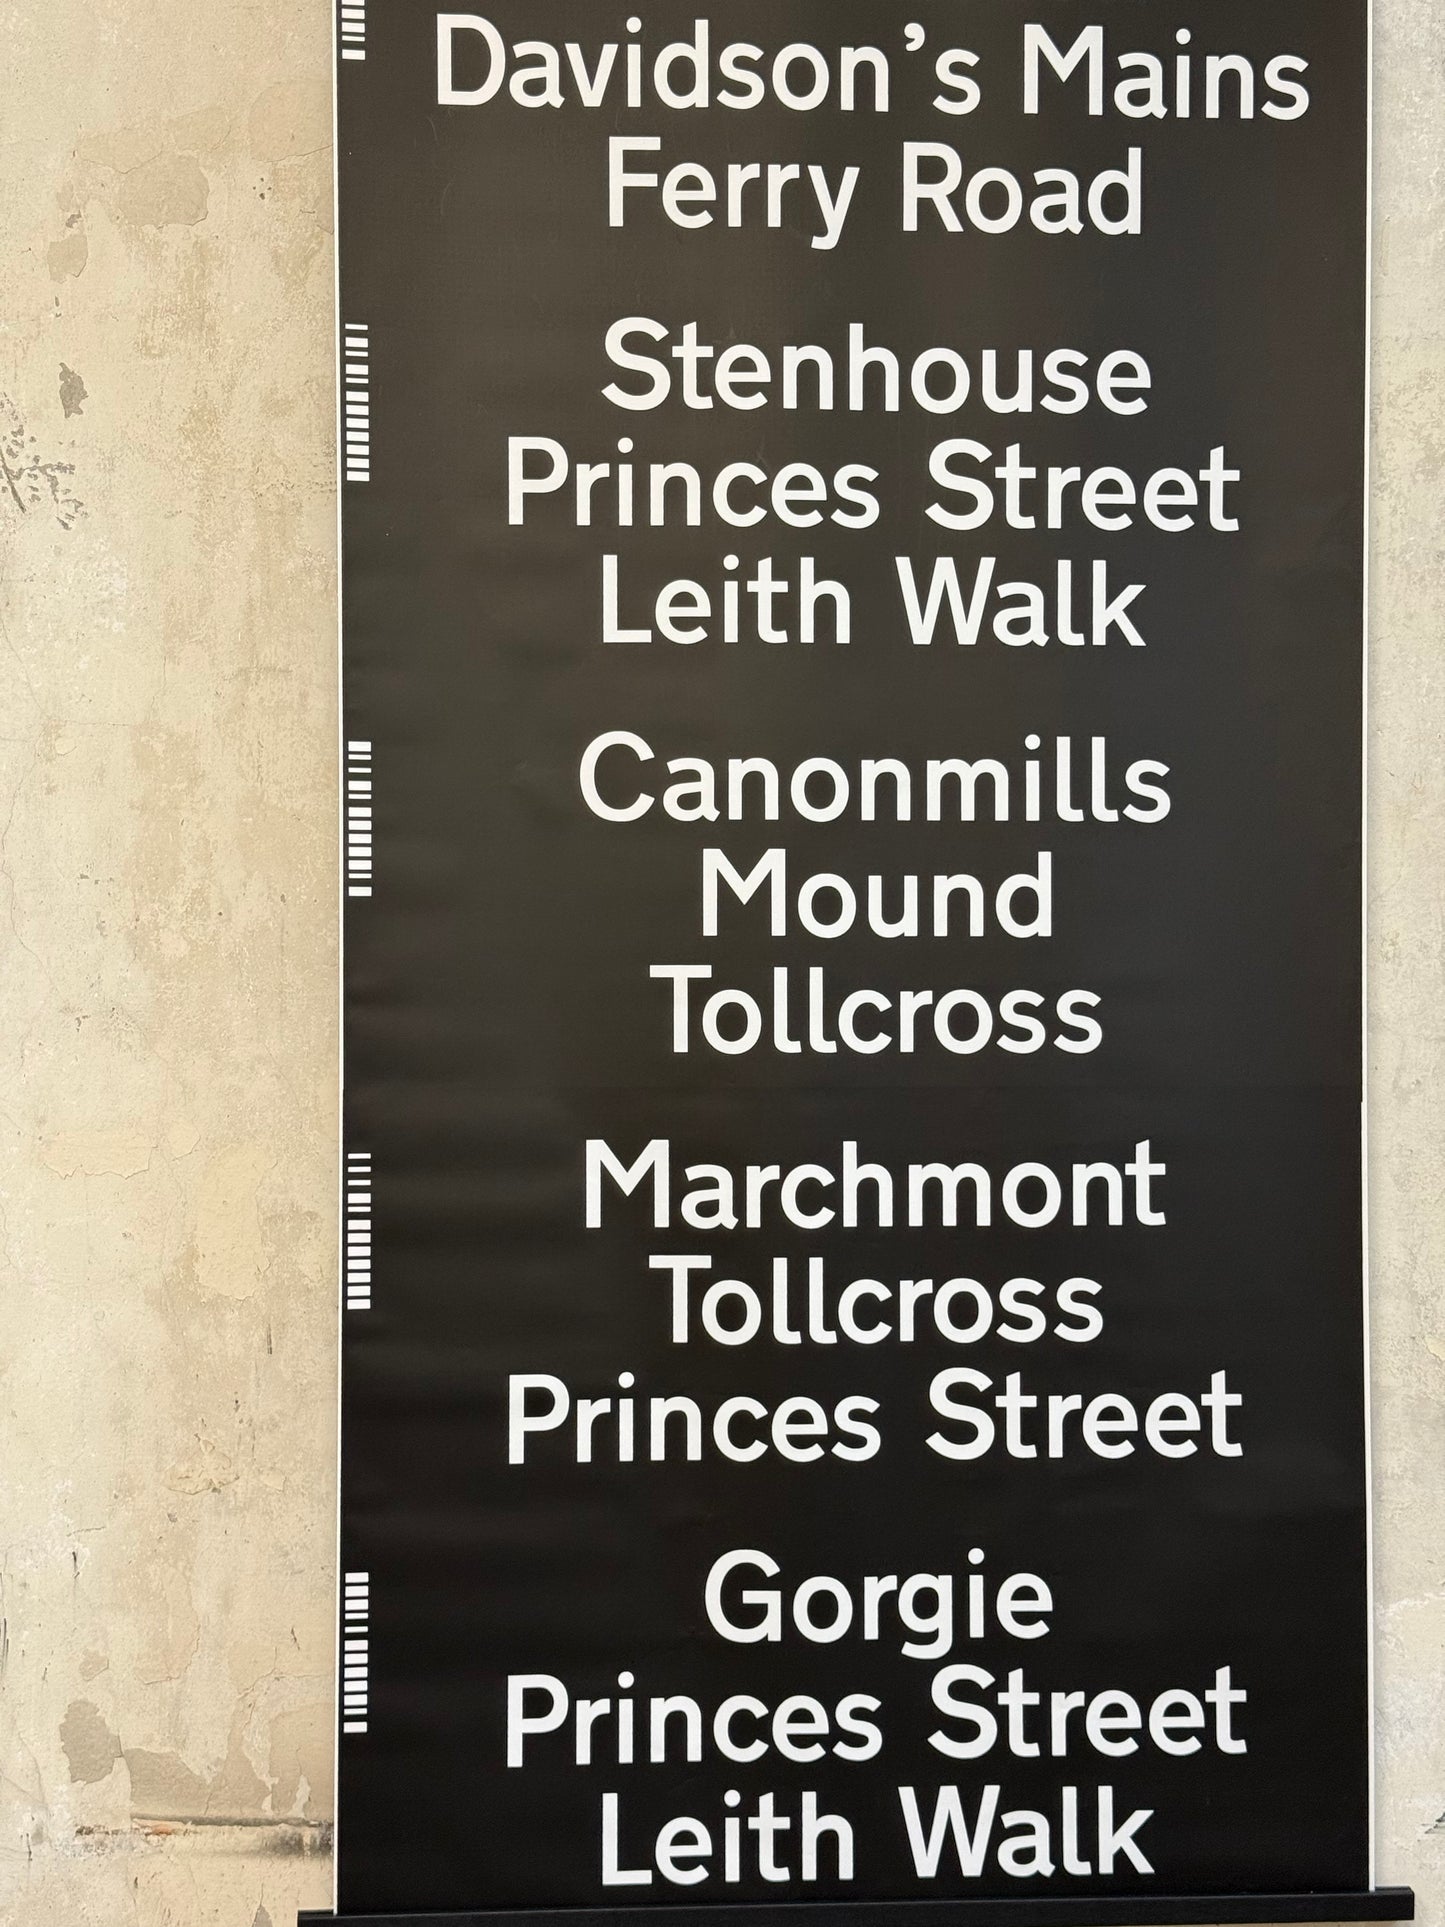 Davidson's Mains
Ferry Road
Stenhouse
Princes Street
Leith Walk
Canonmills
Mound
Tollcross
Marchmont
Tollcross
Princes Street
Gorgie
Princes Street
Leith Walk